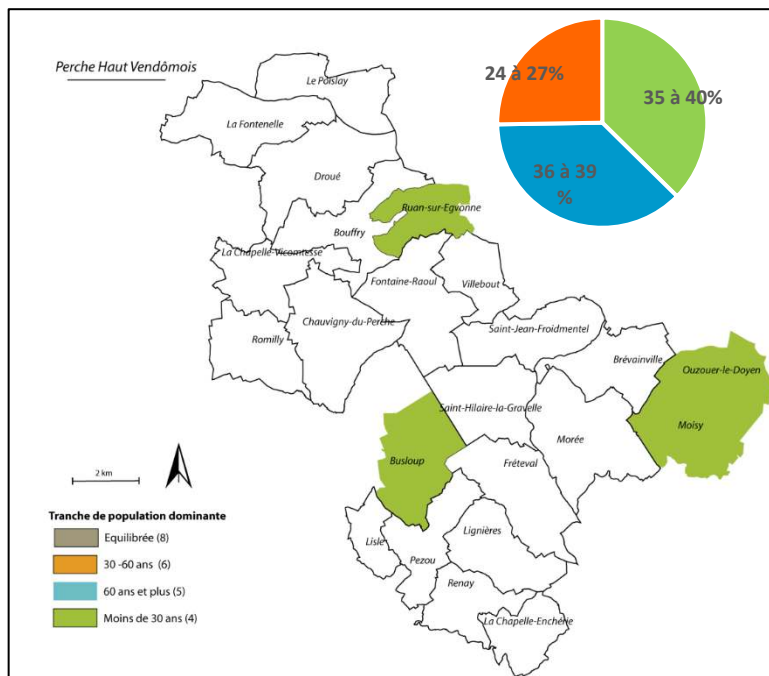 Perche Haut Vendômois
Le Poislay
24 à 27%
35 à 40%
La Fontenelle
Droué
36 à 39
%
Ruan-sur-Egvonne
Bouffry
La Chapelle-Vicomtesse
Fontaine-Raoul
Villebout
Chauvigny-du-Perche
Saint-Jean-Froidmentel
Romilly
Brévainville
Ouzouer-le-Doyen
Saint-Hilaire-la-Gravelle
Moisy
Morée
Busloup
Fréteval
2 km
Tranche de population dominante
Equilibrée (8)
30 -60 ans (6)
60 ans et plus (5)
Moins de 30 ans (4)
Lignières
Lisle
Pezou
Renay
La Chapelle-Enchérie